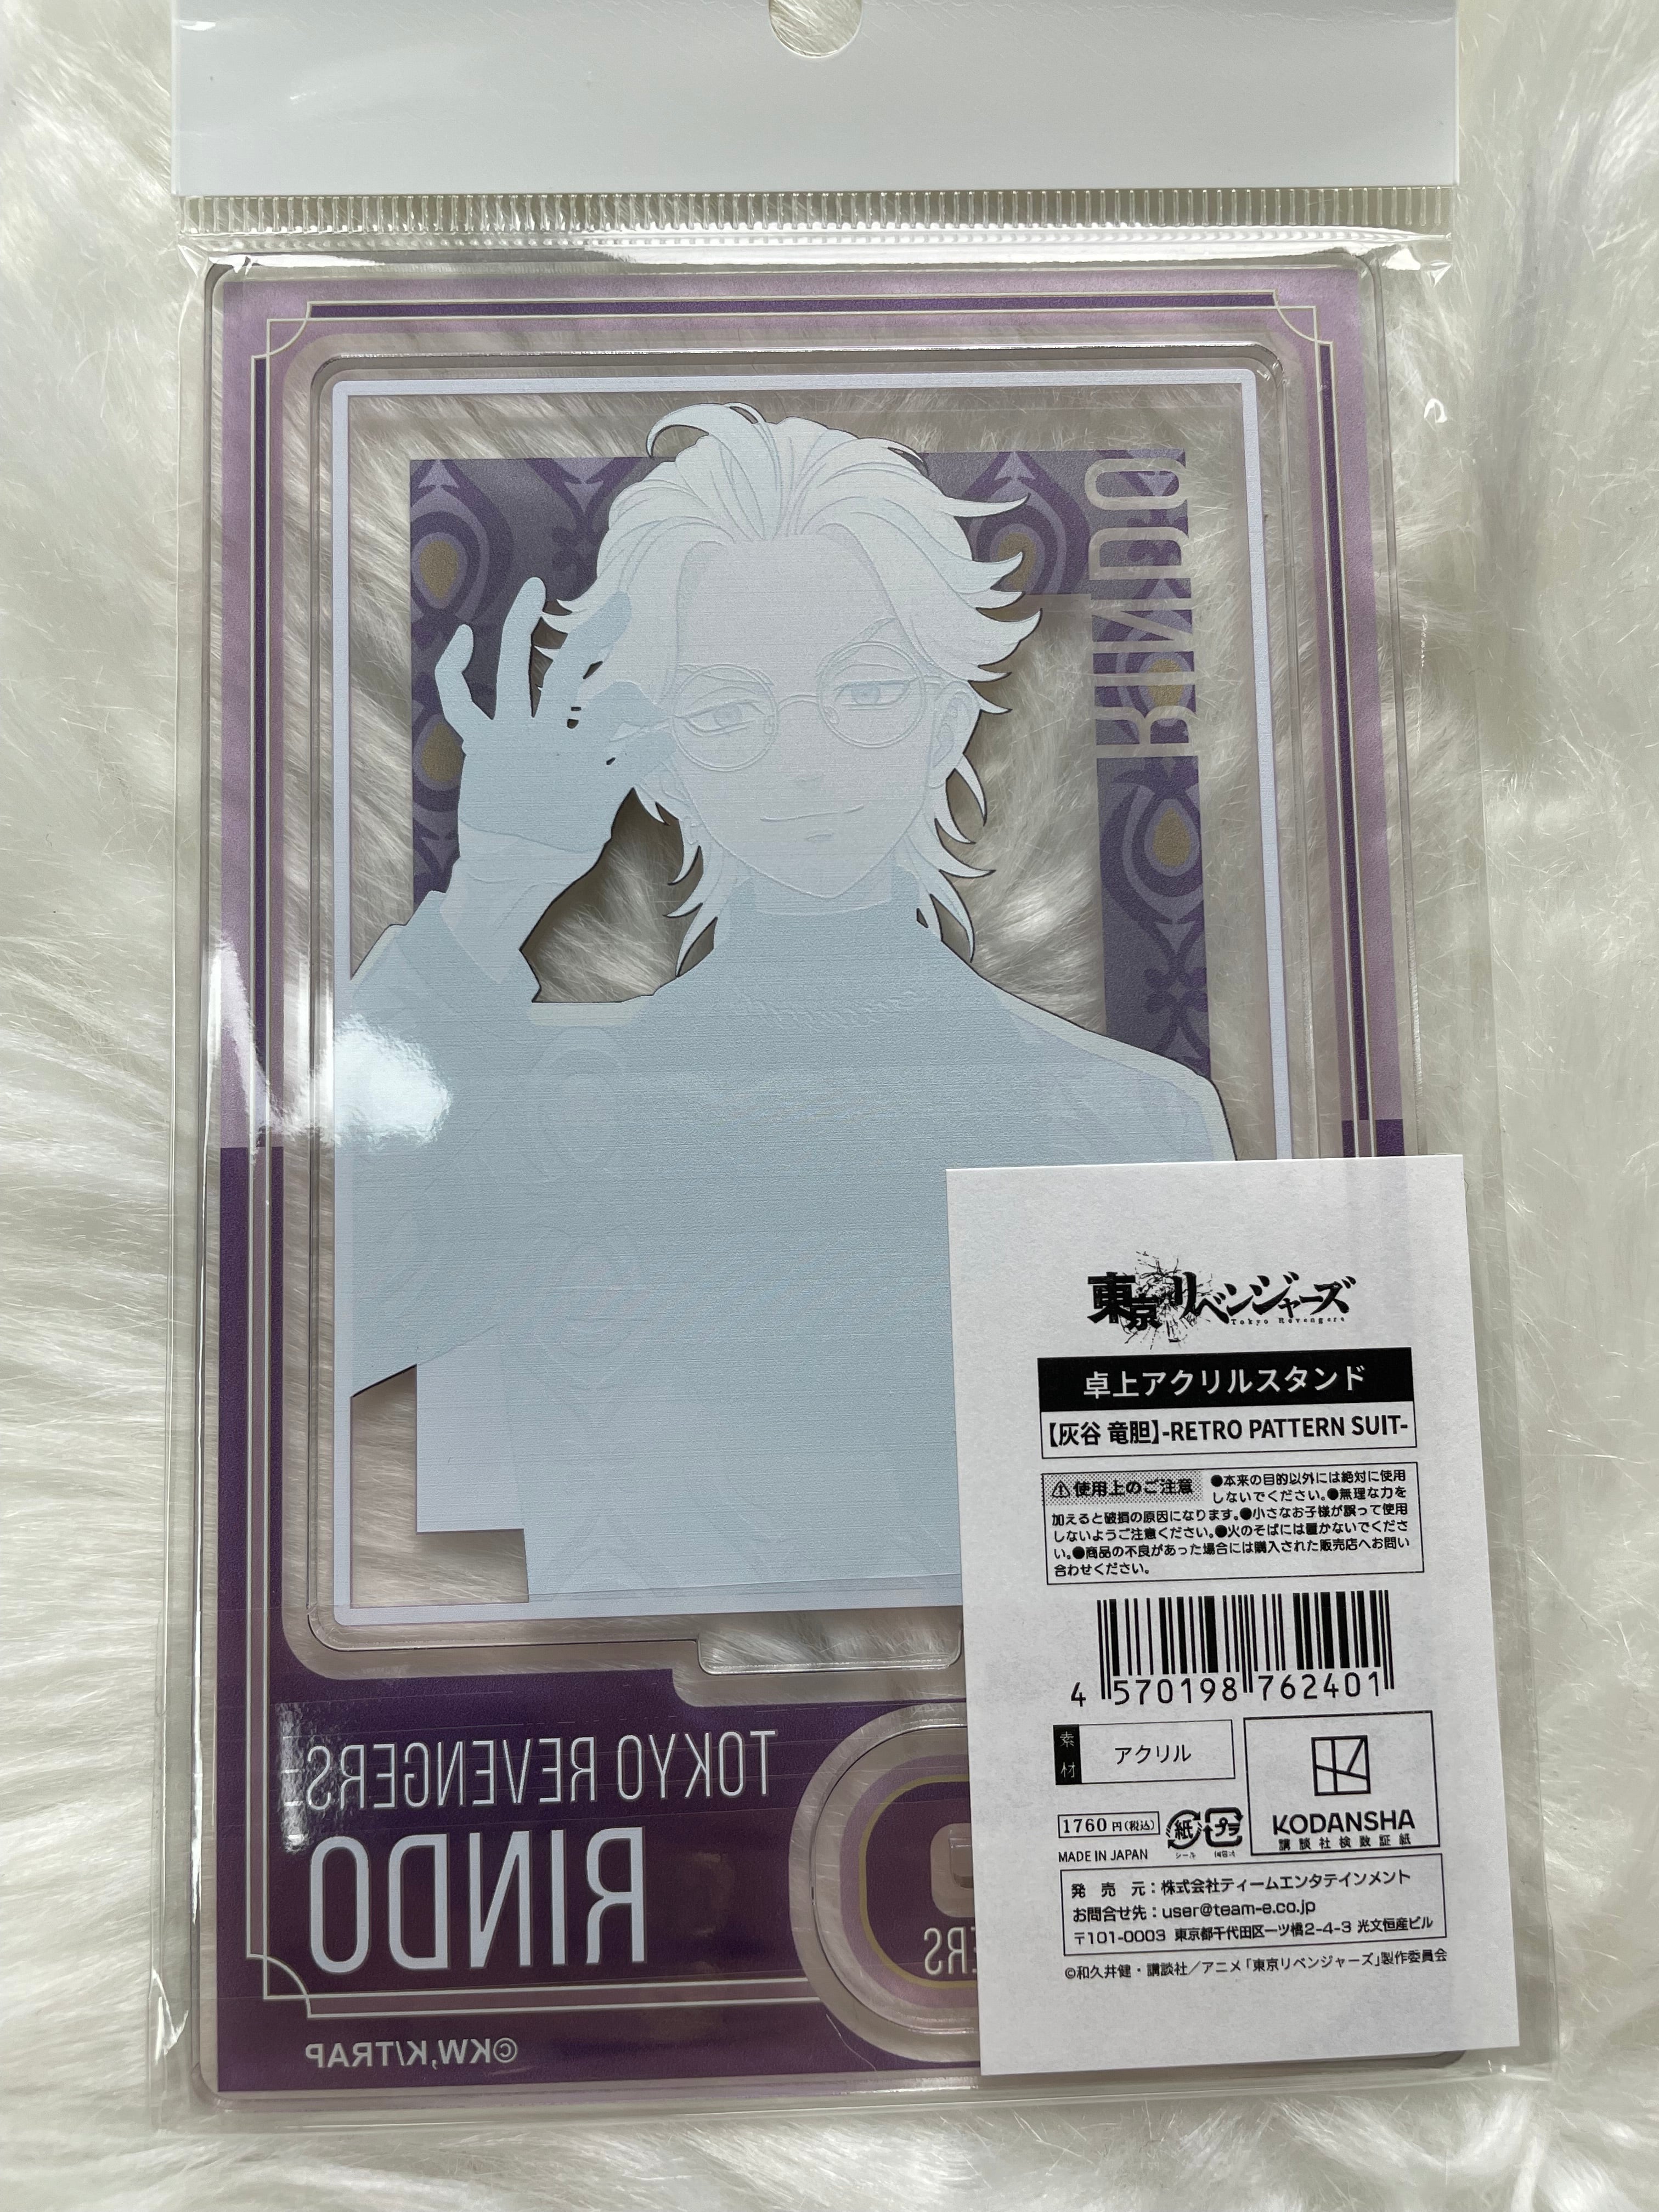 RINDO
東京リベンジャーズ
Tokyo Revengers
卓上アクリルスタンド
【灰谷 竜胆】-RETRO PATTERN SUIT-
⚠使用上のご注意 ●本来の目的以外には絶対に使用
しないでください。●無理な力を
加えると破損の原因になります。●小さなお子様が誤って使用
しないようご注意ください。●火のそばには置かないでくださ
い。●商品の不良があった場合には購入された販売店へお問い
合わせください。
4 570198 762401
素材 アクリル
1760円(税込) 紙 プラ
シール
MADE IN JAPAN
KODANSHA
講談社検数証紙
発売元：株式会社ティームエンタテインメント
お問合せ先：user@team-e.co.jp
〒101-0003 東京都千代田区一ツ橋2-4-3 光文恒産ビル
©和久井健・講談社／アニメ「東京リベンジャーズ」製作委員会
TOKYO REVENGERS
RINDO
ERS
©KW,K/TRAP